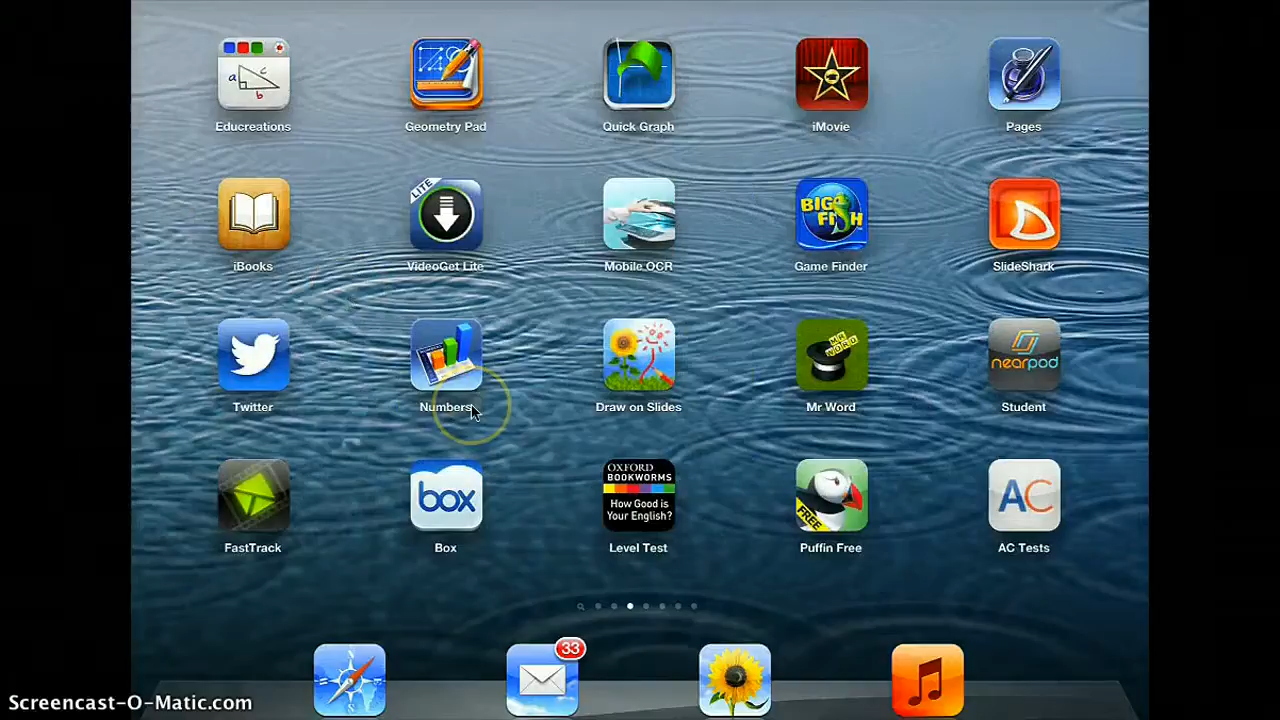 a c b
Educreations
Geometry Pad
Quick Graph
iMovie
Pages
LITE
BIG FISH
iBooks
VideoGet Lite
Mobile OCR
Game Finder
SlideShark
MR WORD
nearpod
Twitter
Numbers
Draw on Slides
Mr Word
Student
box
OXFORD
BOOKWORMS
How Good is
Your English?
FREE
AC
FastTrack
Box
Level Test
Puffin Free
AC Tests
33
N
Screencast-O-Matic.com